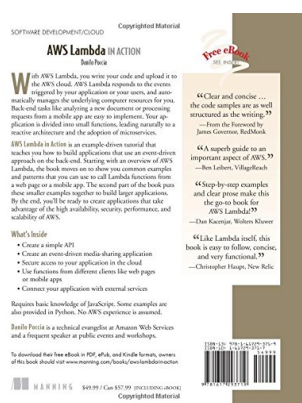 Copyrighted Material
SOFTWARE DEVELOPMENT/CLOUD
AWS Lambda IN ACTION
Danilo Poccia
With AWS Lambda, you write your code and upload it to
the AWS cloud. AWS Lambda responds to the events
triggered by your application or your users, and auto-
matically manages the underlying computer resources for you.
Back-end tasks like analyzing a new document or processing
requests from a mobile app are easy to implement. Your ap-
plication is divided into small functions, leading naturally to a
reactive architecture and the adoption of microservices.
AWS Lambda in Action is an example-driven tutorial that
teaches you how to build applications that use an event-driven
approach on the back-end. Starting with an overview of AWS
Lambda, the book moves on to show you common examples
and patterns that you can use to call Lambda functions from
a web page or a mobile app. The second part of the book puts
these smaller examples together to build larger applications.
By the end, you'll be ready to create applications that take
advantage of the high availability, security, performance, and
scalability of AWS.
What's Inside
• Create a simple API
• Create an event-driven media-sharing application
• Secure access to your application in the cloud
• Use functions from different clients like web pages
or mobile apps
• Connect your application with external services
Requires basic knowledge of JavaScript. Some examples are
also provided in Python. No AWS experience is assumed.
Danilo Poccia is a technical evangelist at Amazon Web Services
and a frequent speaker at public events and workshops.
To download their free eBook in PDF, ePub, and Kindle formats, owners
of this book should visit www.manning.com/books/aws-lambda-in-action
MANNING
$49.99 / Can $57.99 [INCLUDING eBOOK]
Free eBook
SEE INSERT
“Clear and concise …
the code samples are as well
structured as the writing.”
—From the Foreword by
James Governor, RedMonk
“A superb guide to an
important aspect of AWS.”
—Ben Leibert, VillageReach
“Step-by-step examples
and clear prose make this
the go-to book for
AWS Lambda!”
—Dan Kacenjar, Wolters Kluwer
“Like Lambda itself, this
book is easy to follow, concise,
and very functional.”
—Christopher Haupt, New Relic
ISBN-13: 978-1-61729-371-9
ISBN-10: 1-61729-371-7
54999
9 781617 293719
Copyrighted Material